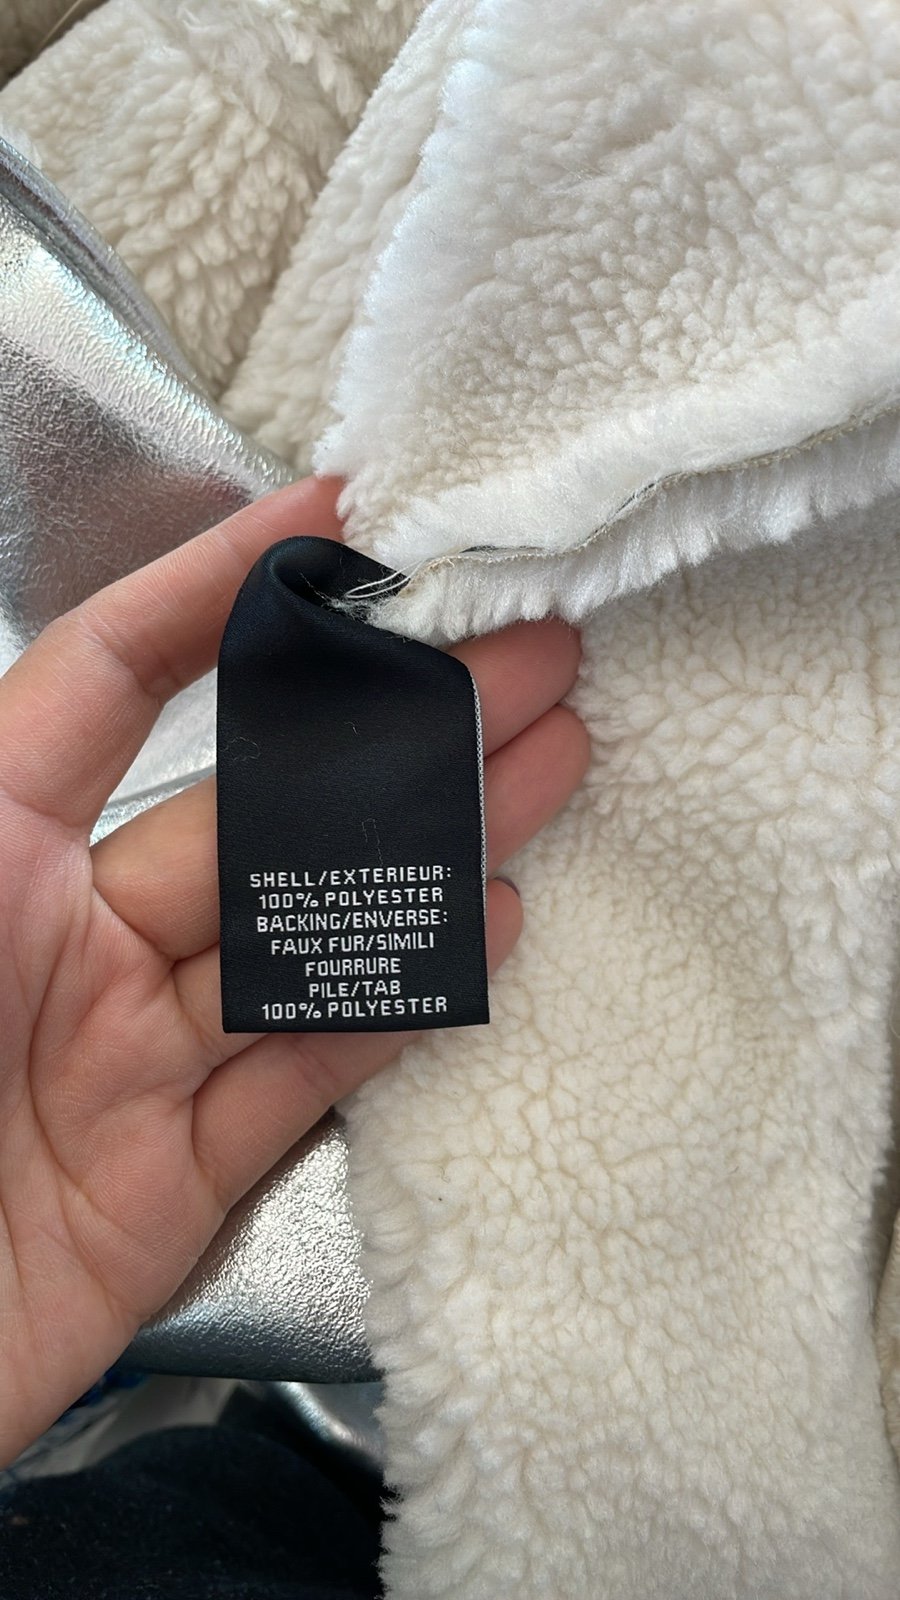 SHELL/EXTERIEUR:
100% POLYESTER
BACKING/ENVERSE:
FAUX FUR/SIMILI
FOURRURE
PILE/TAB
100% POLYESTER